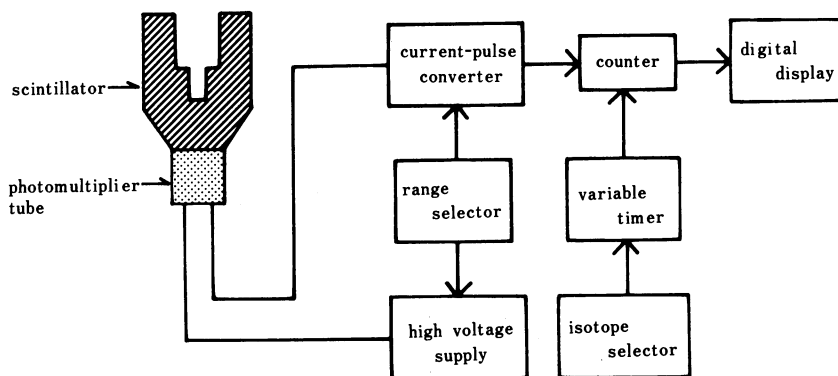 scintillator
photomultiplier
tube
current-pulse
converter
counter
digital
display
range
selector
variable
timer
high voltage
supply
isotope
selector